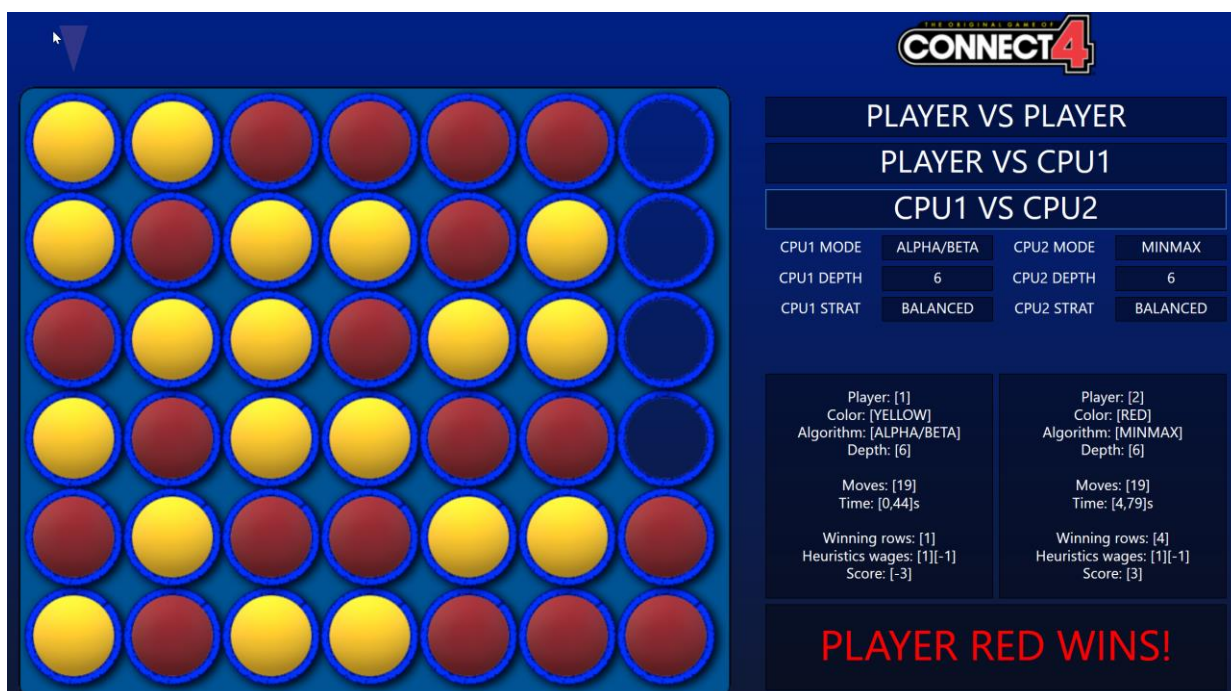 THE ORIGINAL GAME OF
CONNECT4
PLAYER VS PLAYER
PLAYER VS CPU1
CPU1 VS CPU2
CPU1 MODE ALPHA/BETA CPU2 MODE MINMAX
CPU1 DEPTH 6 CPU2 DEPTH 6
CPU1 STRAT BALANCED CPU2 STRAT BALANCED
Player: [1]
Color: [YELLOW]
Algorithm: [ALPHA/BETA]
Depth: [6]
Moves: [19]
Time: [0,44]s
Winning rows: [1]
Heuristics wages: [1][-1]
Score: [-3]
Player: [2]
Color: [RED]
Algorithm: [MINMAX]
Depth: [6]
Moves: [19]
Time: [4,79]s
Winning rows: [4]
Heuristics wages: [1][-1]
Score: [3]
PLAYER RED WINS!